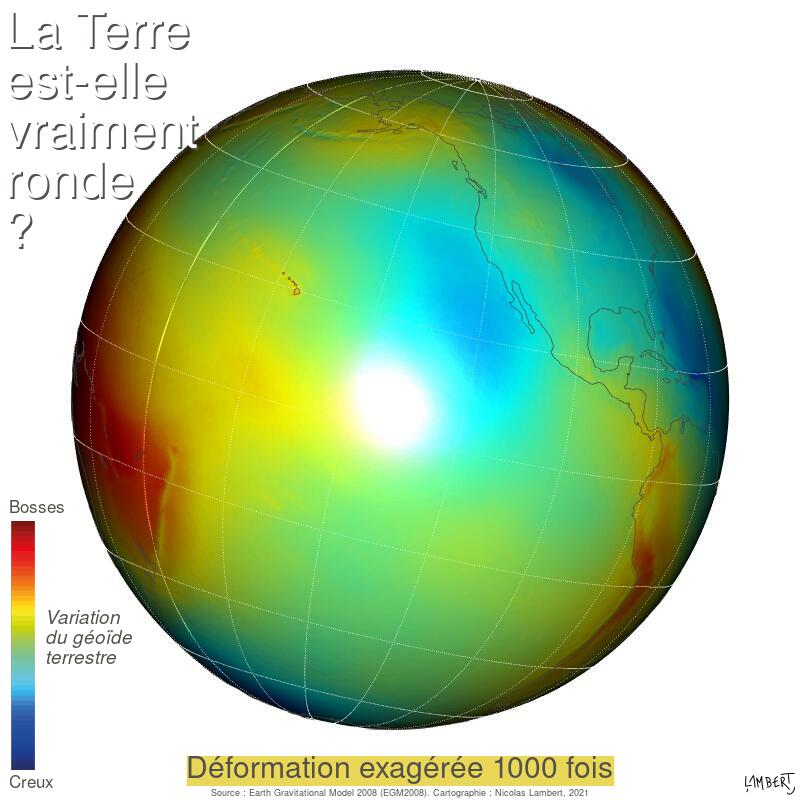 La Terre
est-elle
vraiment
ronde
?
Bosses
Variation
du géoïde
terrestre
Creux
Déformation exagérée 1000 fois
Source : Earth Gravitational Model 2008 (EGM2008). Cartographie : Nicolas Lambert, 2021
LAMBERT